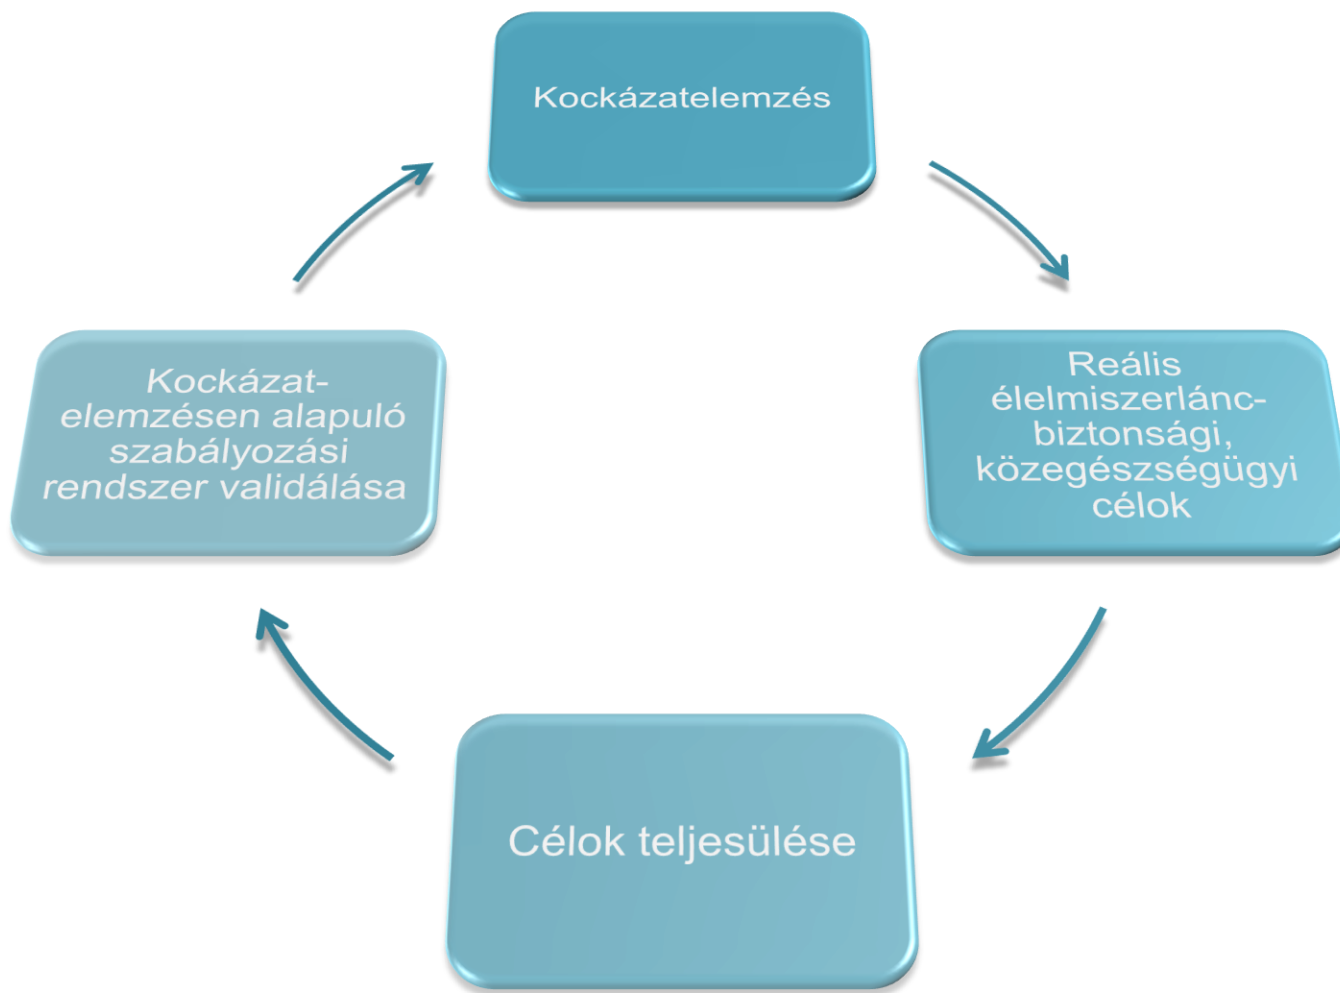 Kockázatelemzés
Reális
élelmiszerlánc-
biztonsági,
közegészségügyi
célok
Célok teljesülése
Kockázat-
elemzésen alapuló
szabályozási
rendszer validálása